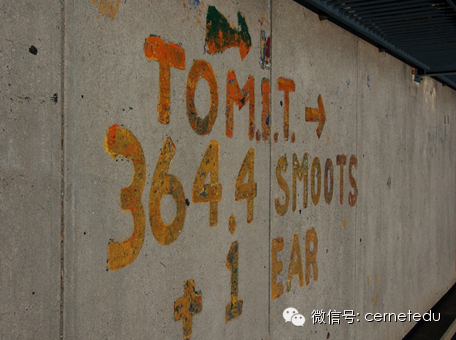 TO M.I.T. →
364.4 SMOOTS
+ 1 EAR
微信号: cernetedu